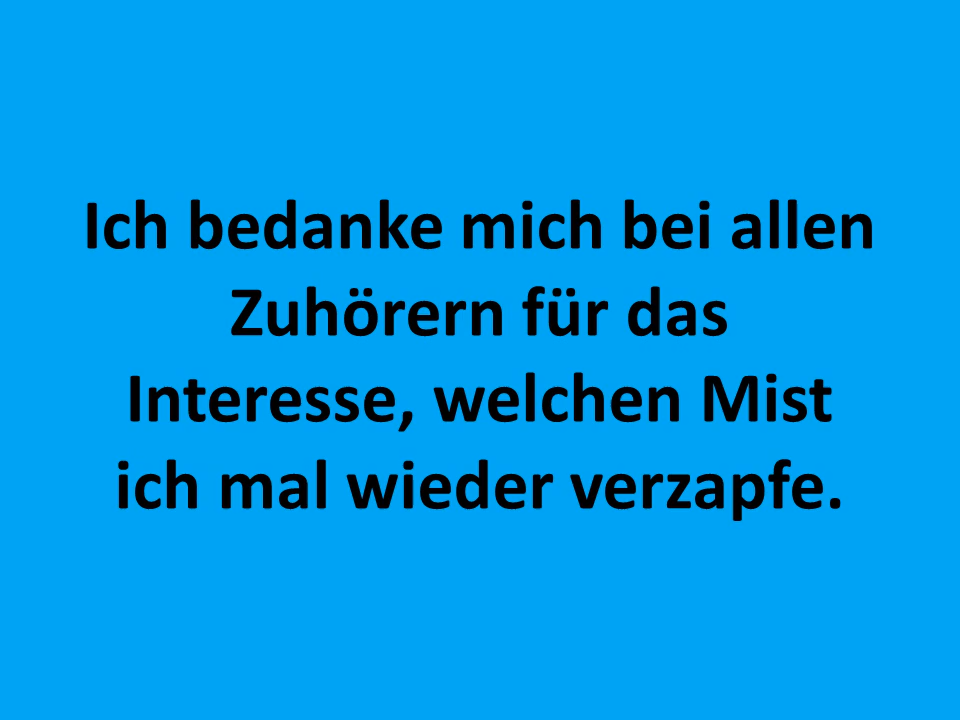 Ich bedanke mich bei allen
Zuhörern für das
Interesse, welchen Mist
ich mal wieder verzapfe.